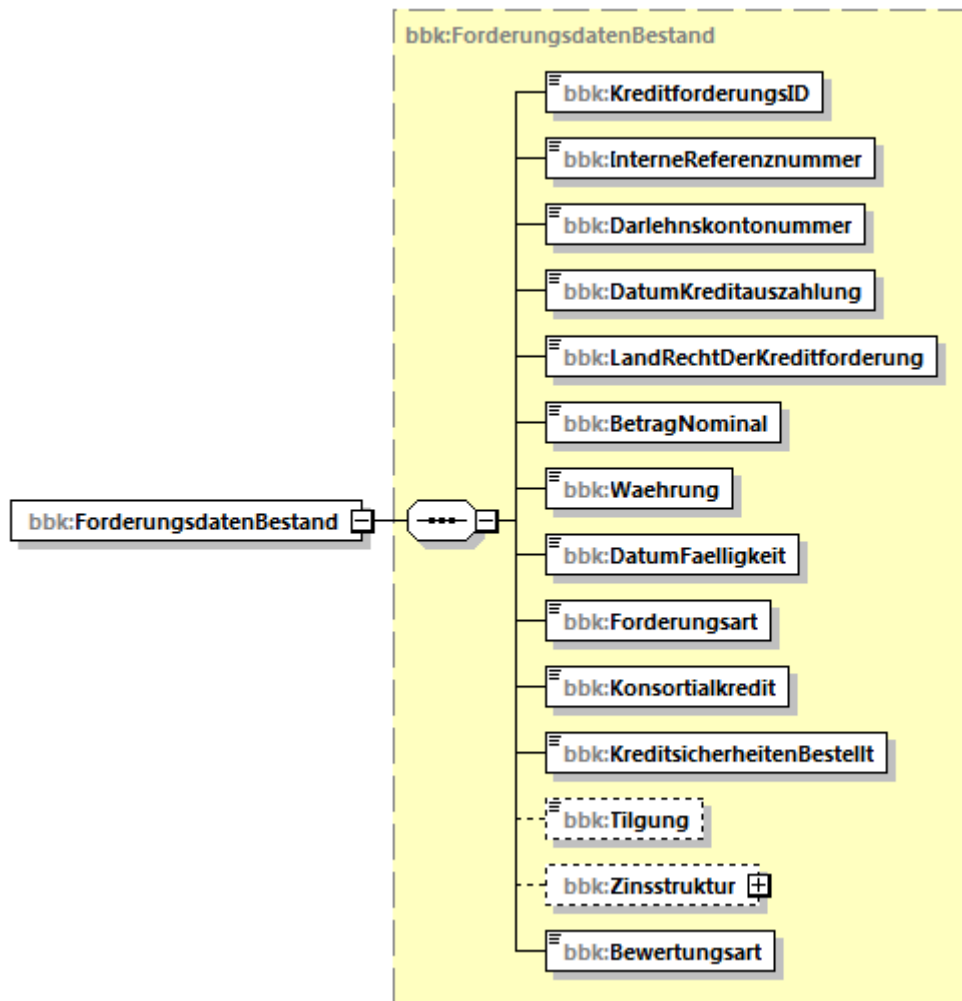 bbk:ForderungsdatenBestand
bbk:KreditforderungsID
bbk:InterneReferenznummer
bbk:Darlehnskontonummer
bbk:DatumKreditauszahlung
bbk:LandRechtDerKreditforderung
bbk:BetragNominal
bbk:Waehrung
bbk:ForderungsdatenBestand
bbk:DatumFaelligkeit
bbk:Forderungsart
bbk:Konsortialkredit
bbk:KreditsicherheitenBestellt
bbk:Tilgung
bbk:Zinsstruktur
bbk:Bewertungsart